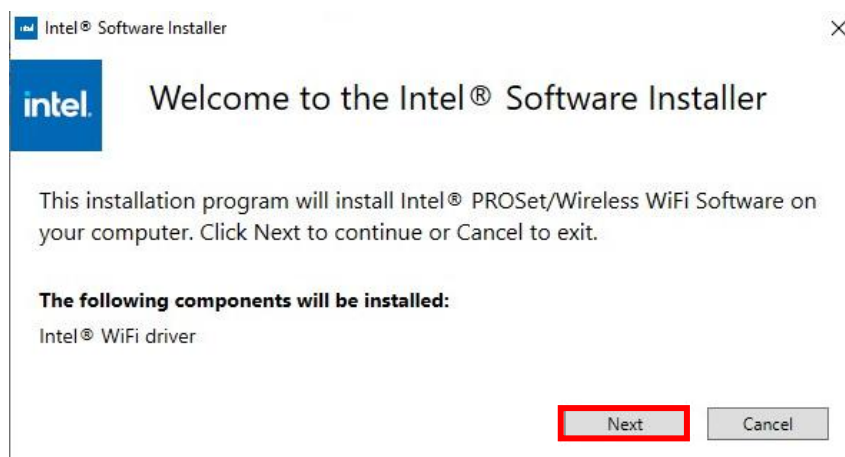 Intel® Software Installer
intel.
Welcome to the Intel® Software Installer
This installation program will install Intel® PROSet/Wireless WiFi Software on
your computer. Click Next to continue or Cancel to exit.
The following components will be installed:
Intel® WiFi driver
Next
Cancel